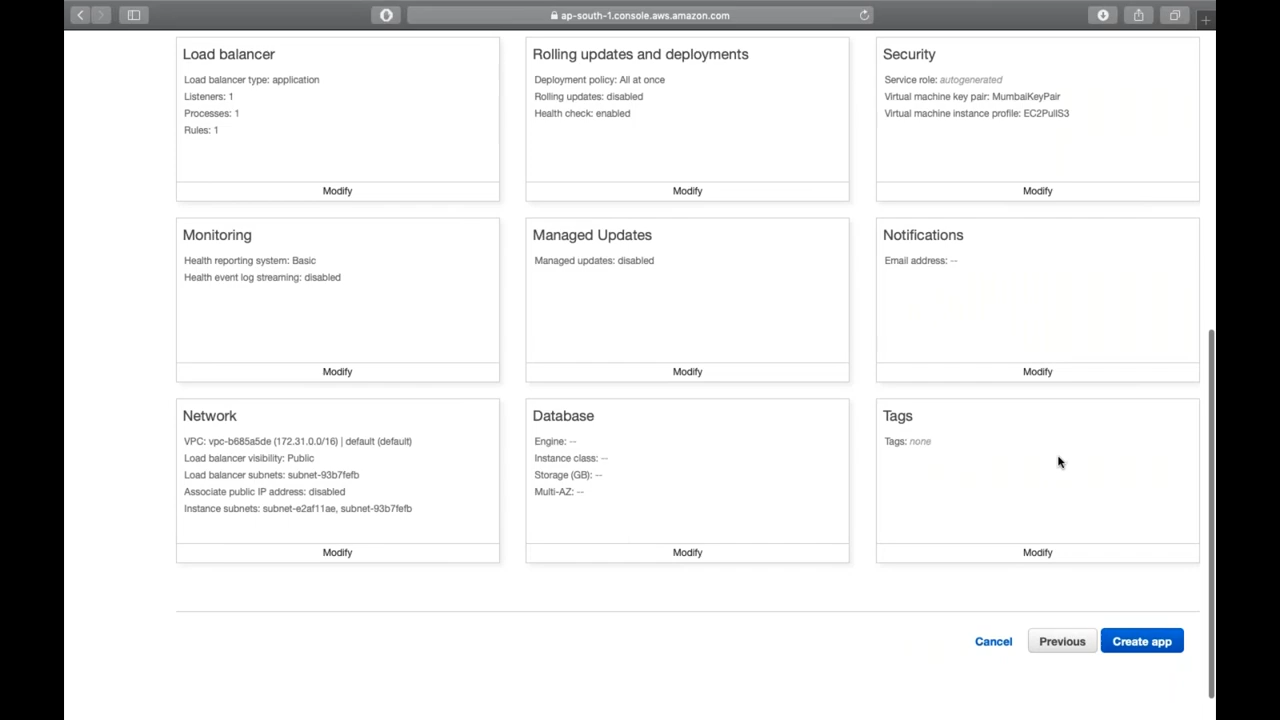 ap-south-1.console.aws.amazon.com
Load balancer
Load balancer type: application
Listeners: 1
Processes: 1
Rules: 1
Modify
Rolling updates and deployments
Deployment policy: All at once
Rolling updates: disabled
Health check: enabled
Modify
Security
Service role: autogenerated
Virtual machine key pair: MumbaiKeyPair
Virtual machine instance profile: EC2PullS3
Modify
Monitoring
Health reporting system: Basic
Health event log streaming: disabled
Modify
Managed Updates
Managed updates: disabled
Modify
Notifications
Email address: --
Modify
Network
VPC: vpc-b685a5de (172.31.0.0/16) | default (default)
Load balancer visibility: Public
Load balancer subnets: subnet-93b7fefb
Associate public IP address: disabled
Instance subnets: subnet-e2af11ae, subnet-93b7fefb
Modify
Database
Engine: --
Instance class: --
Storage (GB): --
Multi-AZ: --
Modify
Tags
Tags: none
Modify
Cancel
Previous
Create app